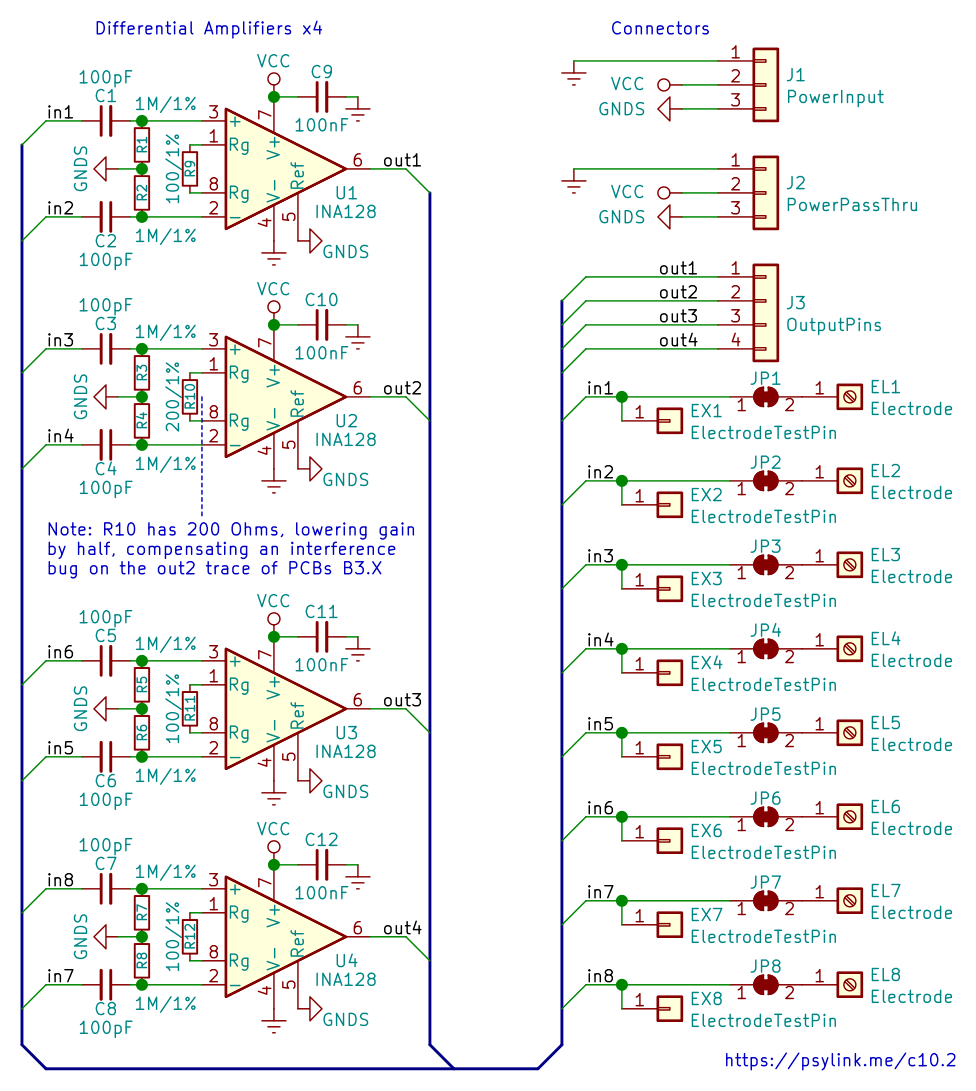 Differential Amplifiers x4
VCC
C9
100nF
100pF
C1
1M/1%
in1
R1
GNDS
R2
100/1%
R9
in2
C2
100pF
1M/1%
3
+
1
Rg
8
Rg
2
-
7
V+
V-
4
Ref
5
6
out1
U1
INA128
GNDS
VCC
C10
100nF
100pF
C3
1M/1%
in3
R3
GNDS
R4
200/1%
R10
in4
C4
100pF
1M/1%
3
+
1
Rg
8
Rg
2
-
7
V+
V-
4
Ref
5
6
out2
U2
INA128
GNDS
Note: R10 has 200 Ohms, lowering gain
by half, compensating an interference
bug on the out2 trace of PCBs B3.X
VCC
C11
100nF
100pF
C5
1M/1%
in6
R5
GNDS
R6
100/1%
R11
in5
C6
100pF
1M/1%
3
+
1
Rg
8
Rg
2
-
7
V+
V-
4
Ref
5
6
out3
U3
INA128
GNDS
VCC
C12
100nF
100pF
C7
1M/1%
in8
R7
GNDS
R8
100/1%
R12
in7
C8
100pF
1M/1%
3
+
1
Rg
8
Rg
2
-
7
V+
V-
4
Ref
5
6
out4
U4
INA128
GNDS
Connectors
1
VCC 2
GNDS 3
J1
PowerInput
1
VCC 2
GNDS 3
J2
PowerPassThru
out1 1
out2 2
out3 3
out4 4
J3
OutputPins
in1
1
EX1
ElectrodeTestPin
JP1
1 2
1
EL1
Electrode
in2
1
EX2
ElectrodeTestPin
JP2
1 2
1
EL2
Electrode
in3
1
EX3
ElectrodeTestPin
JP3
1 2
1
EL3
Electrode
in4
1
EX4
ElectrodeTestPin
JP4
1 2
1
EL4
Electrode
in5
1
EX5
ElectrodeTestPin
JP5
1 2
1
EL5
Electrode
in6
1
EX6
ElectrodeTestPin
JP6
1 2
1
EL6
Electrode
in7
1
EX7
ElectrodeTestPin
JP7
1 2
1
EL7
Electrode
in8
1
EX8
ElectrodeTestPin
JP8
1 2
1
EL8
Electrode
https://psylink.me/c10.2